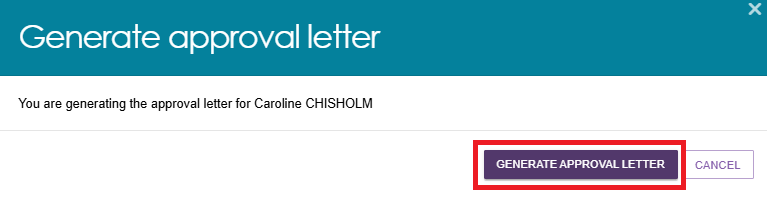 Generate approval letter
You are generating the approval letter for Caroline CHISHOLM
GENERATE APPROVAL LETTER CANCEL